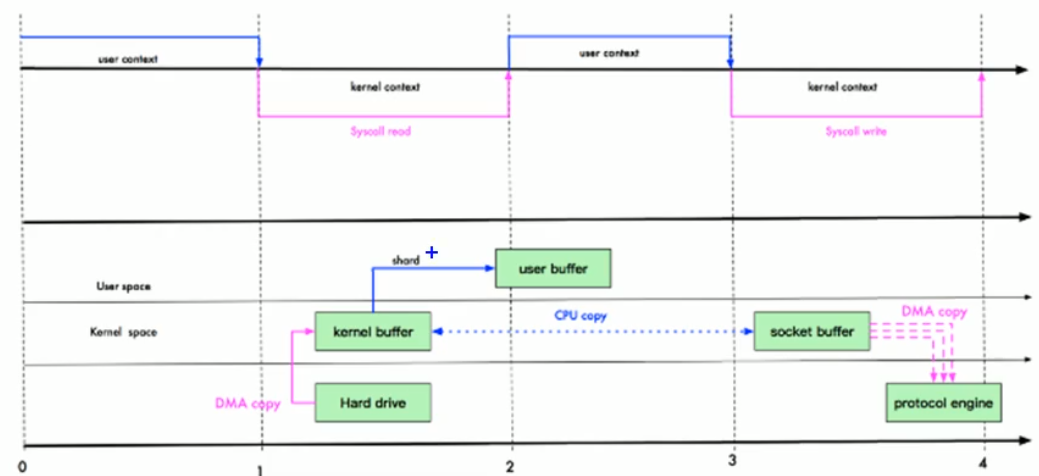 user context
user context
kernel context
kernel context
Syscall read
Syscall write
shard
user buffer
User space
CPU copy
DMA copy
Kernel space
kernel buffer
socket buffer
DMA copy
Hard drive
protocol engine
0
1
2
3
4